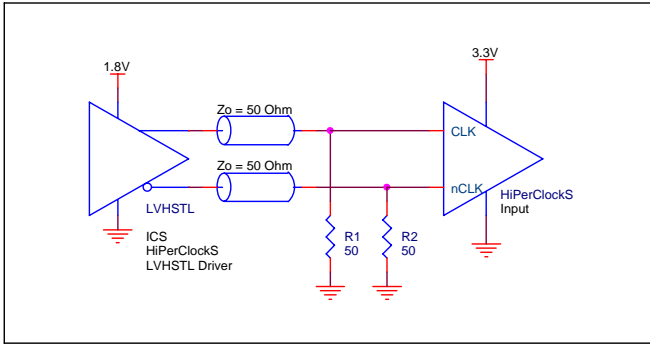 1.8V
3.3V
Zo = 50 Ohm
CLK
Zo = 50 Ohm
nCLK
HiPerClockS
Input
LVHSTL
ICS
HiPerClockS
LVHSTL Driver
R1
50
R2
50